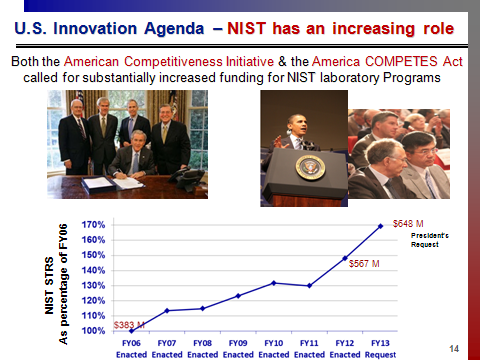 U.S. Innovation Agenda – NIST has an increasing role
Both the American Competitiveness Initiative & the America COMPETES Act
called for substantially increased funding for NIST laboratory Programs
NIST STRS
As percentage of FY06
170%
160%
150%
140%
130%
120%
110%
100%
$383 M
$567 M
$648 M
President's
Request
FY06 FY07 FY08 FY09 FY10 FY11 FY12 FY13
Enacted Enacted Enacted Enacted Enacted Enacted Enacted Request
14